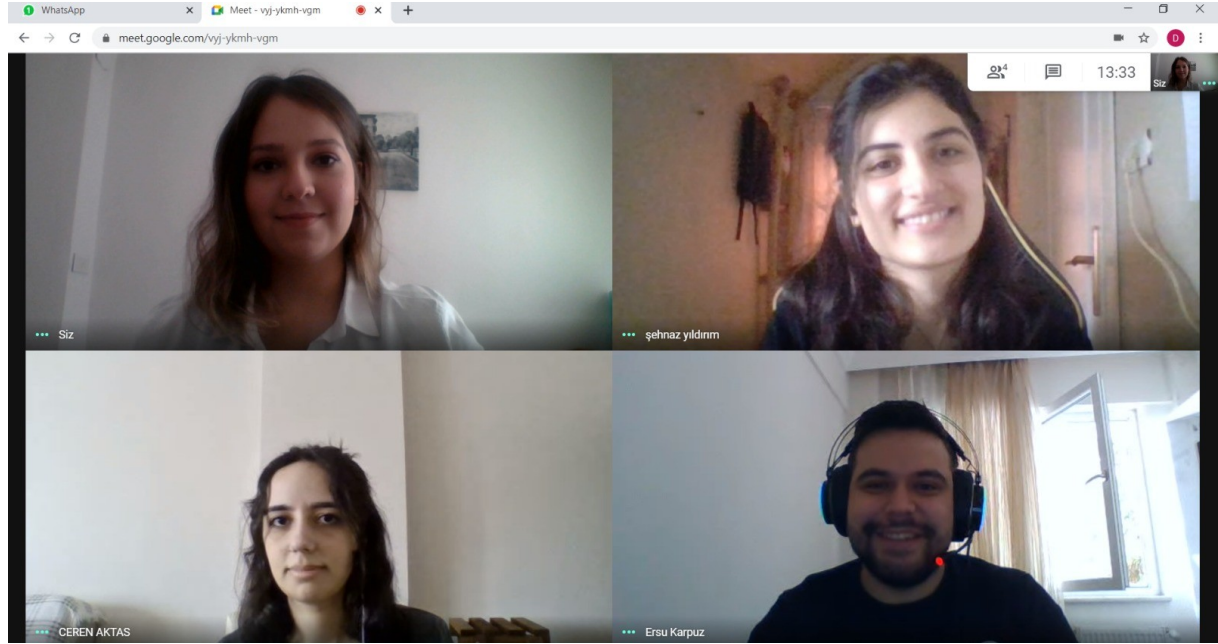 1 WhatsApp
Meet - vyj-ykmh-vgm
meet.google.com/vyj-ykmh-vgm
D
4
13:33
Siz
Siz
şehnaz yıldırım
CEREN AKTAS
Ersu Karpuz